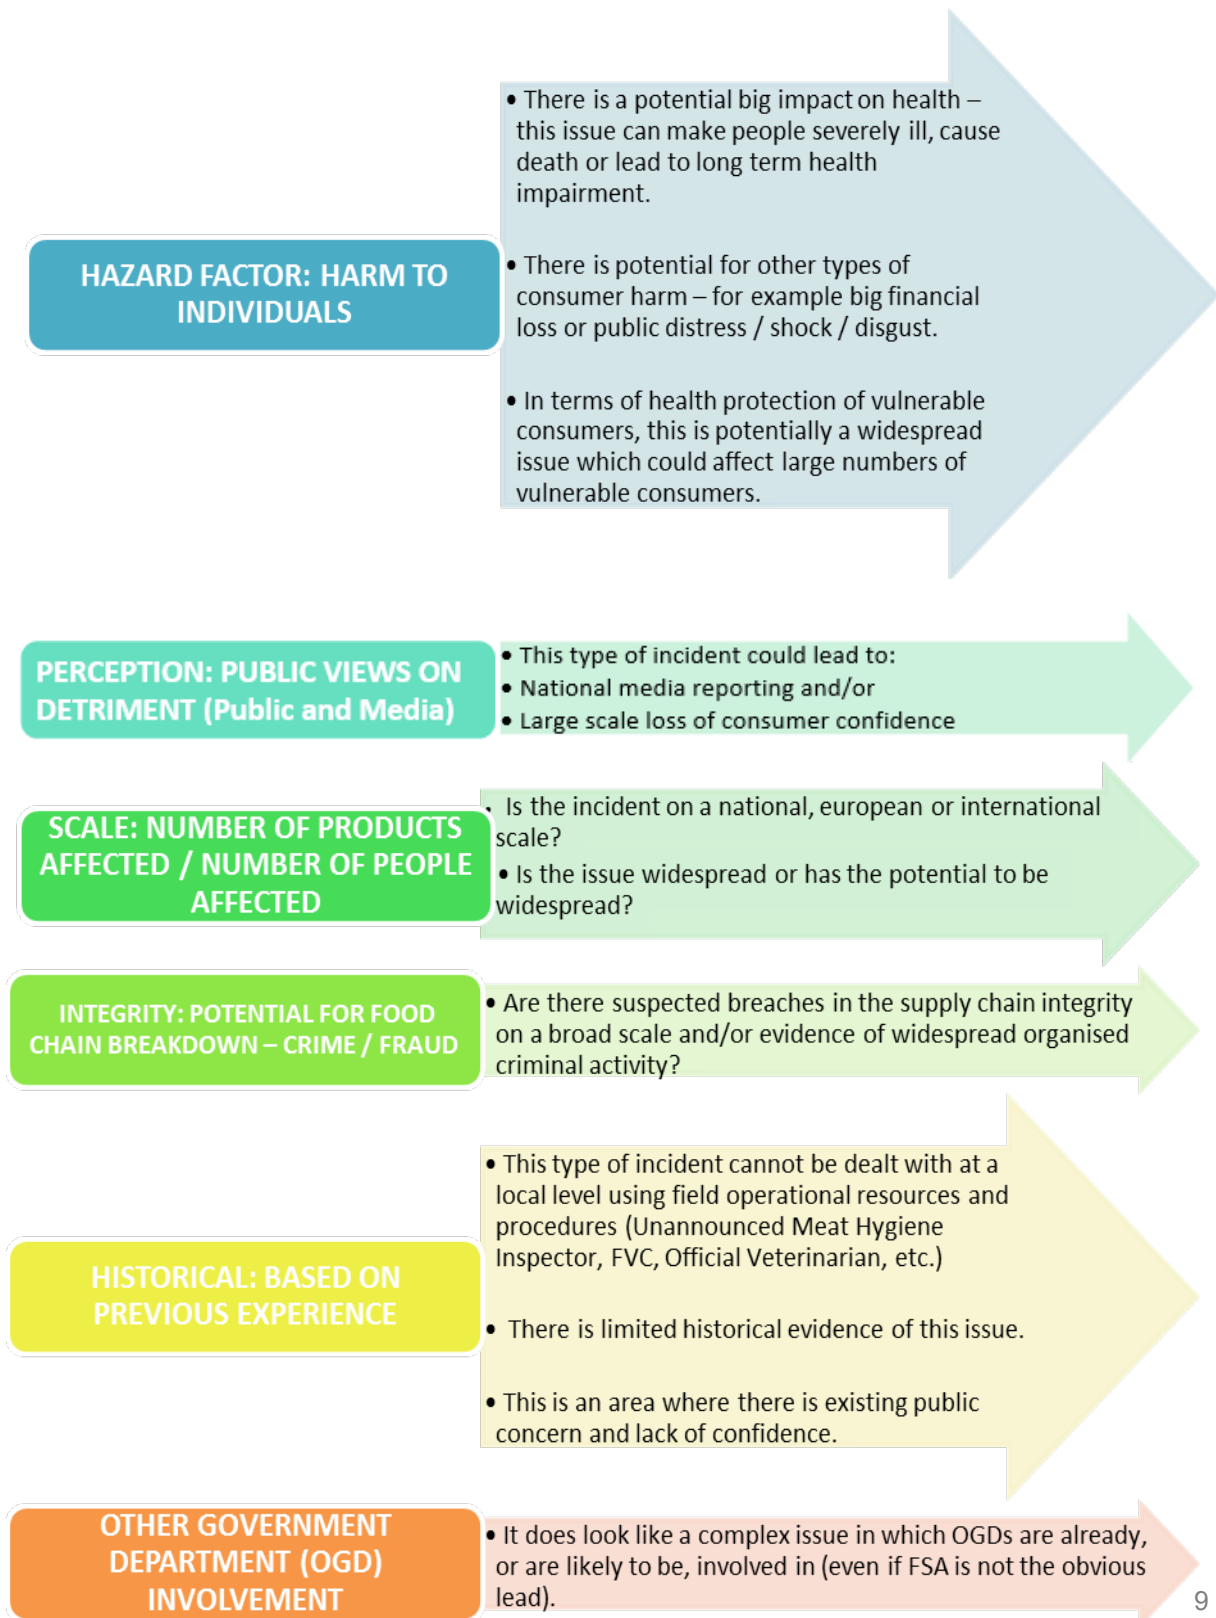 • There is a potential big impact on health –
this issue can make people severely ill, cause
death or lead to long term health
impairment.
HAZARD FACTOR: HARM TO
INDIVIDUALS
• There is potential for other types of
consumer harm – for example big financial
loss or public distress / shock / disgust.
• In terms of health protection of vulnerable
consumers, this is potentially a widespread
issue which could affect large numbers of
vulnerable consumers.
PERCEPTION: PUBLIC VIEWS ON
DETRIMENT (Public and Media)
• This type of incident could lead to:
• National media reporting and/or
• Large scale loss of consumer confidence
SCALE: NUMBER OF PRODUCTS
AFFECTED / NUMBER OF PEOPLE
AFFECTED
• Is the incident on a national, european or international
scale?
• Is the issue widespread or has the potential to be
widespread?
INTEGRITY: POTENTIAL FOR FOOD
CHAIN BREAKDOWN – CRIME / FRAUD
• Are there suspected breaches in the supply chain integrity
on a broad scale and/or evidence of widespread organised
criminal activity?
HISTORICAL: BASED ON
PREVIOUS EXPERIENCE
• This type of incident cannot be dealt with at a
local level using field operational resources and
procedures (Unannounced Meat Hygiene
Inspector, FVC, Official Veterinarian, etc.)
• There is limited historical evidence of this issue.
• This is an area where there is existing public
concern and lack of confidence.
OTHER GOVERNMENT
DEPARTMENT (OGD)
INVOLVEMENT
• It does look like a complex issue in which OGDs are already,
or are likely to be, involved in (even if FSA is not the obvious
lead).
9